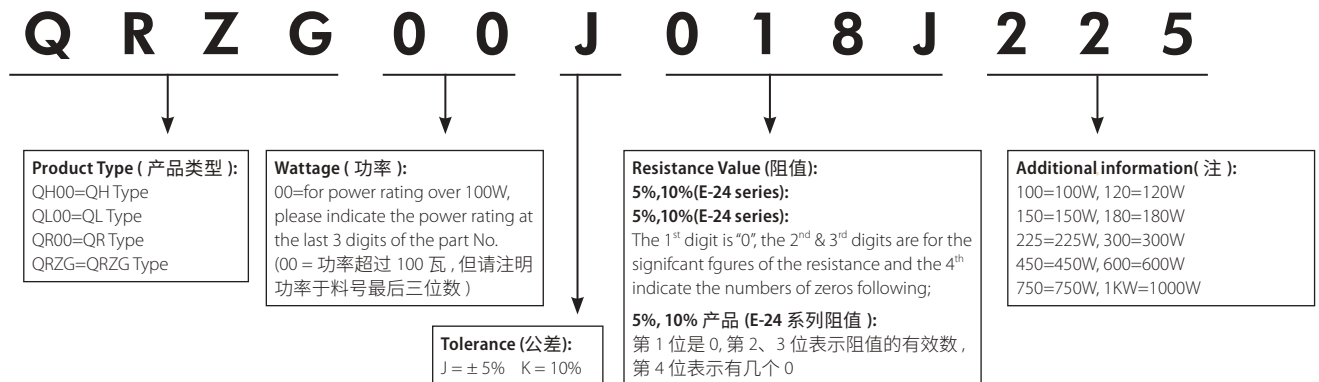 QRZG00J018J225
Product Type ( 产品类型 ):
QH00=QH Type
QL00=QL Type
QR00=QR Type
QRZG=QRZG Type
Wattage ( 功率 ):
00=for power rating over 100W,
please indicate the power rating at
the last 3 digits of the part No.
(00 = 功率超过 100 瓦 , 但请注明
功率于料号最后三位数 )
Tolerance (公差):
J = ± 5% K = 10%
Resistance Value (阻值):
5%,10%(E-24 series):
5%,10%(E-24 series):
The 1st digit is "0", the 2nd & 3rd digits are for the
signifcant fgures of the resistance and the 4th
indicate the numbers of zeros following;
5%, 10% 产品 (E-24 系列阻值 ):
第 1 位是 0, 第 2、3 位表示阻值的有效数 ,
第 4 位表示有几个 0
Additional information( 注 ):
100=100W, 120=120W
150=150W, 180=180W
225=225W, 300=300W
450=450W, 600=600W
750=750W, 1KW=1000W